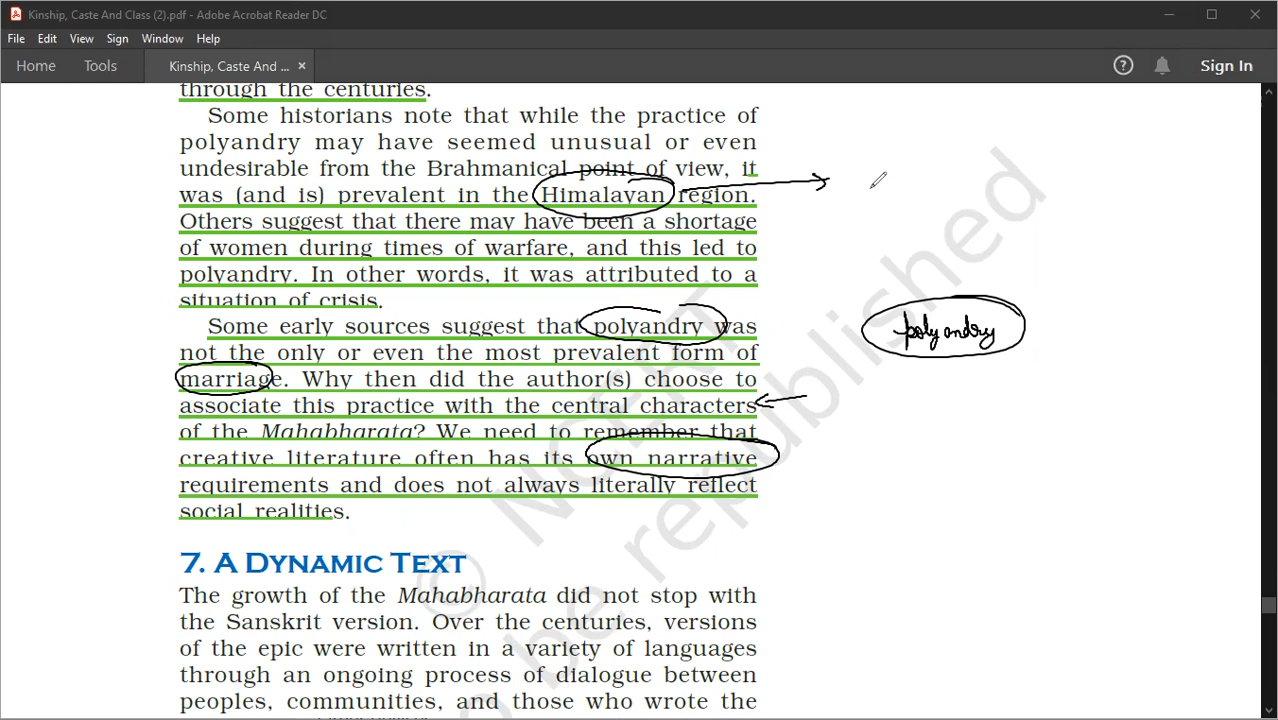 Kinship, Caste And Class (2).pdf - Adobe Acrobat Reader DC
File Edit View Sign Window Help
Home Tools Kinship, Caste And ... × Sign In
through the centuries.
Some historians note that while the practice of
polyandry may have seemed unusual or even
undesirable from the Brahmanical point of view, it
was (and is) prevalent in the Himalayan region.
Others suggest that there may have been a shortage
of women during times of warfare, and this led to
polyandry. In other words, it was attributed to a
situation of crisis.
Some early sources suggest that polyandry was
not the only or even the most prevalent form of
marriage. Why then did the author(s) choose to
associate this practice with the central characters
of the Mahabharata? We need to remember that
creative literature often has its own narrative
requirements and does not always literally reflect
social realities.
polyandry
7. A DYNAMIC TEXT
The growth of the Mahabharata did not stop with
the Sanskrit version. Over the centuries, versions
of the epic were written in a variety of languages
through an ongoing process of dialogue between
peoples, communities, and those who wrote the
© NCERT
o be republished